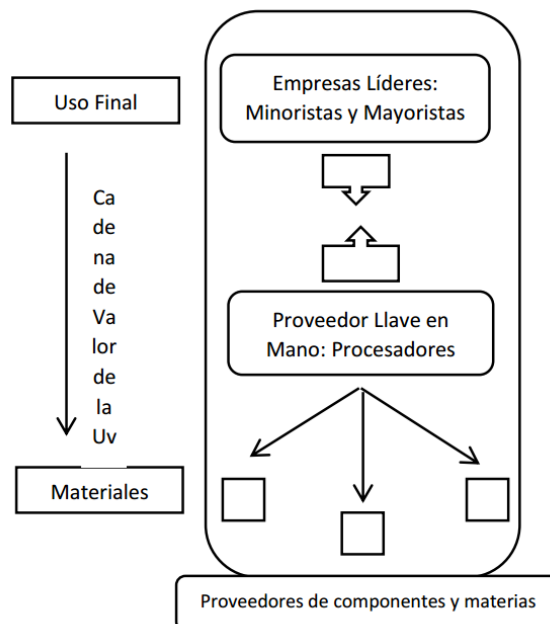 Uso Final
Ca
de
na
de
Va
lor
de
la
Uv
Materiales
Empresas Líderes:
Minoristas y Mayoristas
Proveedor Llave en
Mano: Procesadores
Proveedores de componentes y materias